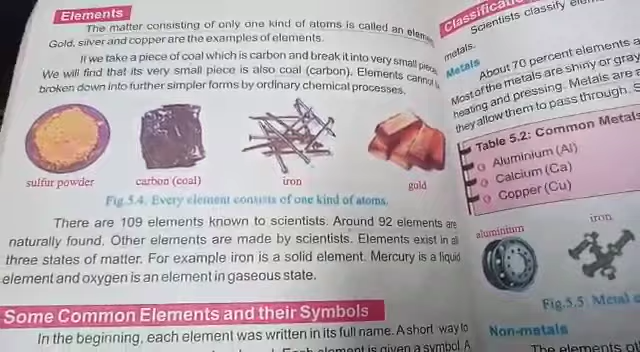 Elements
The matter consisting of only one kind of atoms is called an
Gold, silver and copper are the examples of elements.
If we take a piece of coal which is carbon and break it into very small
We will find that its very small piece is also coal (carbon). Elements cannot
broken down into further simpler forms by ordinary chemical processes.
sulfur powder
carbon (coal)
iron
gold
Fig.5.4. Every element consists of one kind of atoms.
There are 109 elements known to scientists. Around 92 elements are
naturally found. Other elements are made by scientists. Elements exist in all
three states of matter. For example iron is a solid element. Mercury is a liquid
element and oxygen is an element in gaseous state.
Some Common Elements and their Symbols
In the beginning, each element was written in its full name. A short way to
element is given a symbol. A
Scientists classify
metals.
Metals
About 70 percent elements
Most of the metals are shiny or gray
heating and pressing. Metals are
they allow them to pass through.
Table 5.2: Common Metals
Aluminium (Al)
Calcium (Ca)
Copper (Cu)
aluminium
iron
Fig.5.5: Metal
Non-metals
The elements